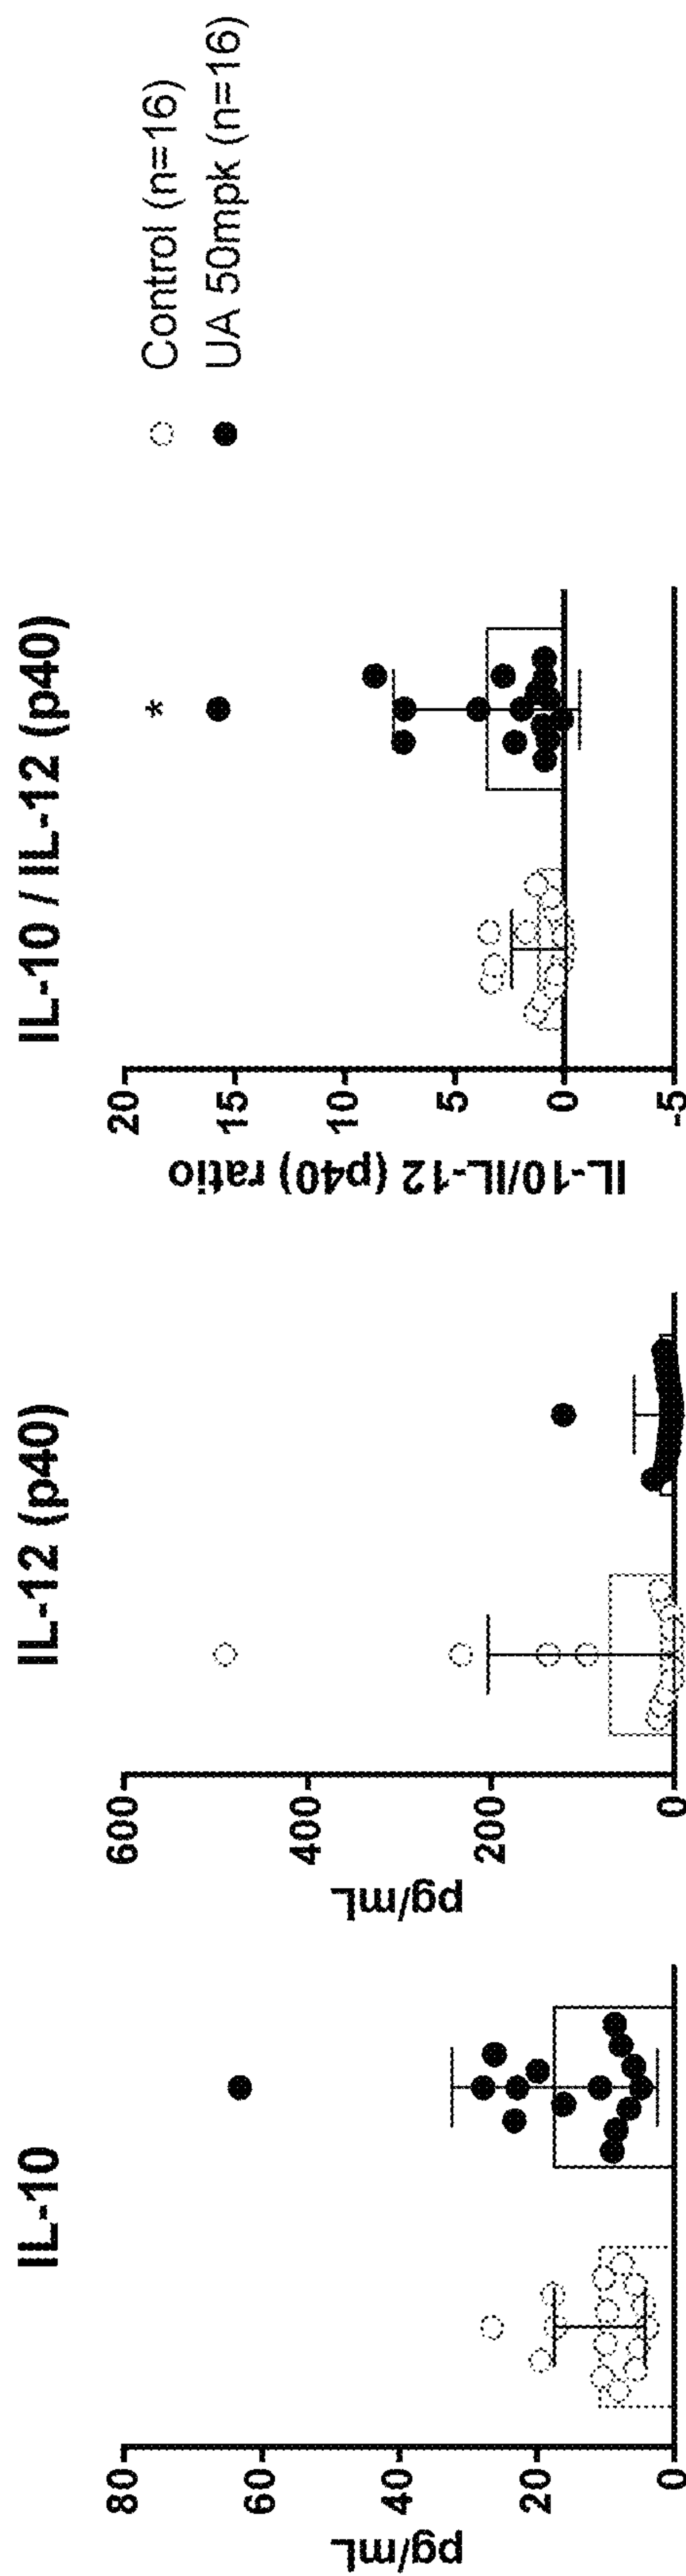 IL-10
pg/mL
80
60
40
20
0
IL-12 (p40)
pg/mL
600
400
200
0
IL-10 / IL-12 (p40)
IL-10/IL-12 (p40) ratio
20
15
10
5
0
-5
*
Control (n=16)
UA 50mpk (n=16)